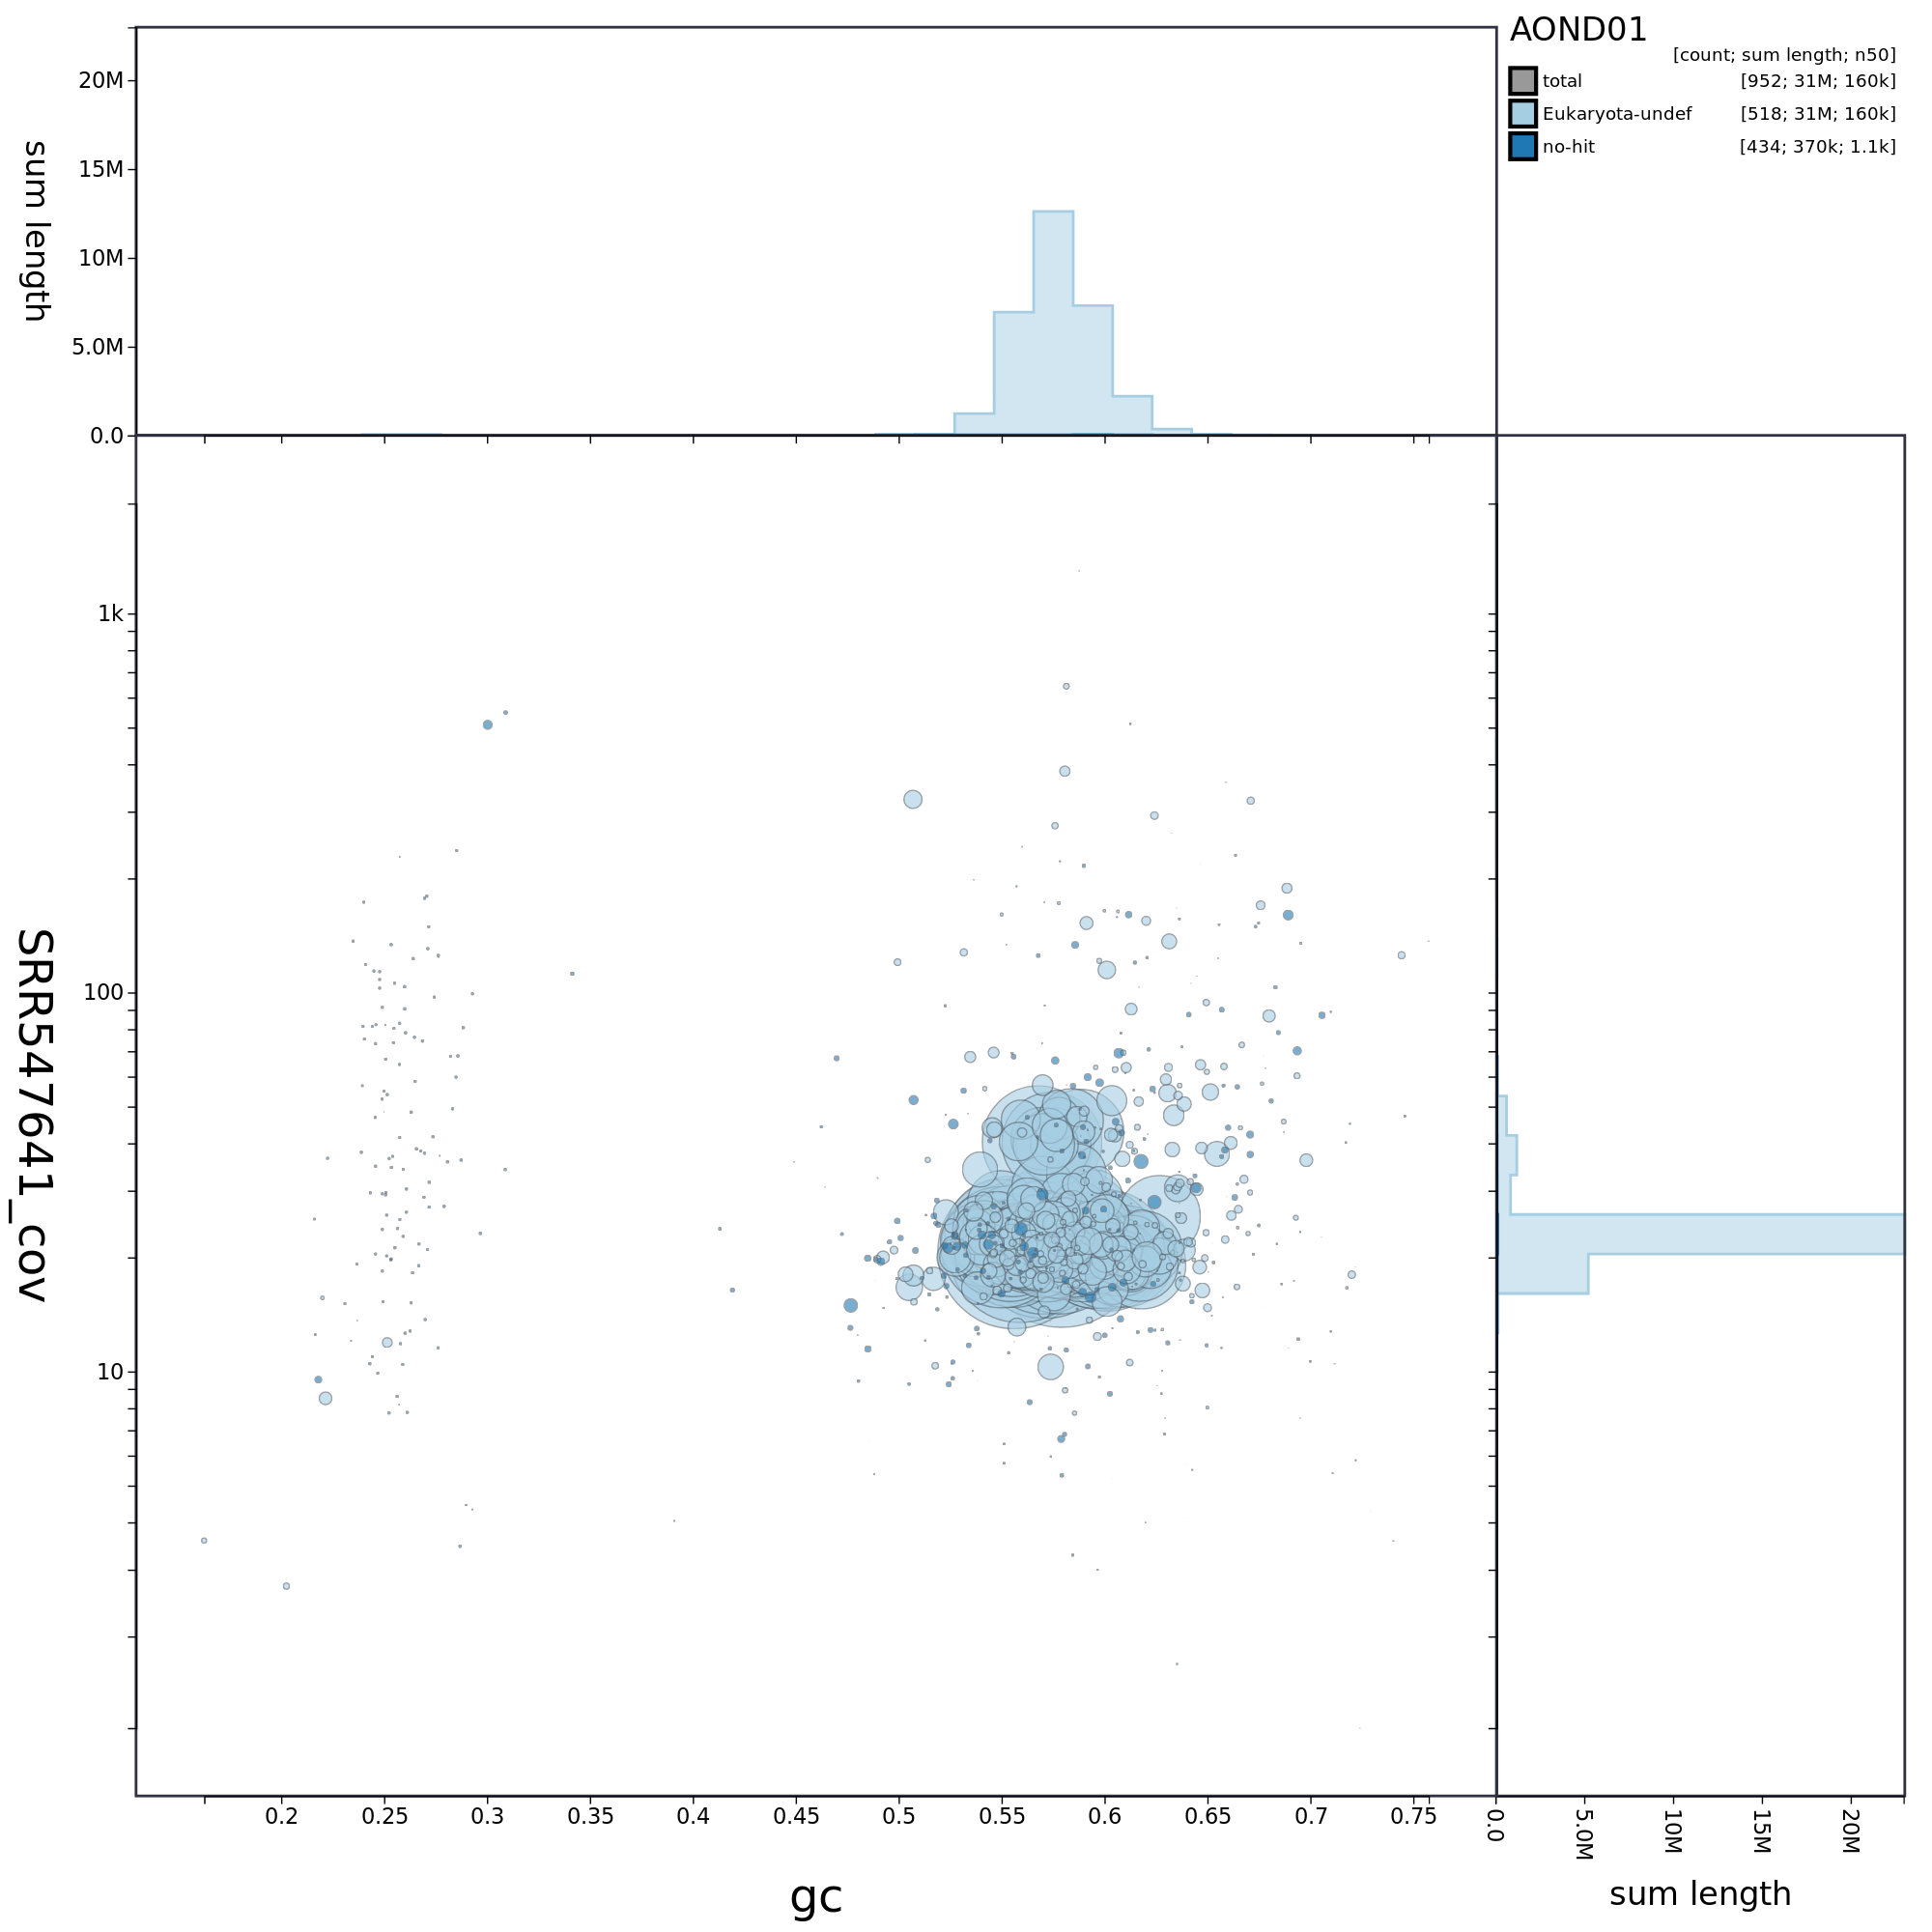 AOND01
[count; sum length; n50]
total [952; 31M; 160k]
Eukaryota-undef [518; 31M; 160k]
no-hit [434; 370k; 1.1k]
sum length
20M
15M
10M
5.0M
0.0
SRR5447641_cov
1k
100
10
0.2 0.25 0.3 0.35 0.4 0.45 0.5 0.55 0.6 0.65 0.7 0.75
gc
0.0 5.0M 10M 15M 20M
sum length